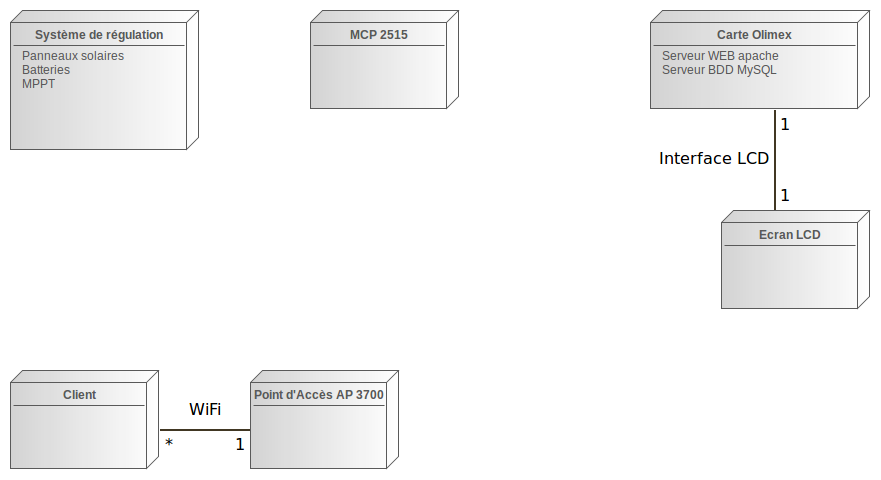 Système de régulation
Panneaux solaires
Batteries
MPPT
MCP 2515
Carte Olimex
Serveur WEB apache
Serveur BDD MySQL
1
Interface LCD
1
Ecran LCD
Client
WiFi
*
1
Point d'Accès AP 3700